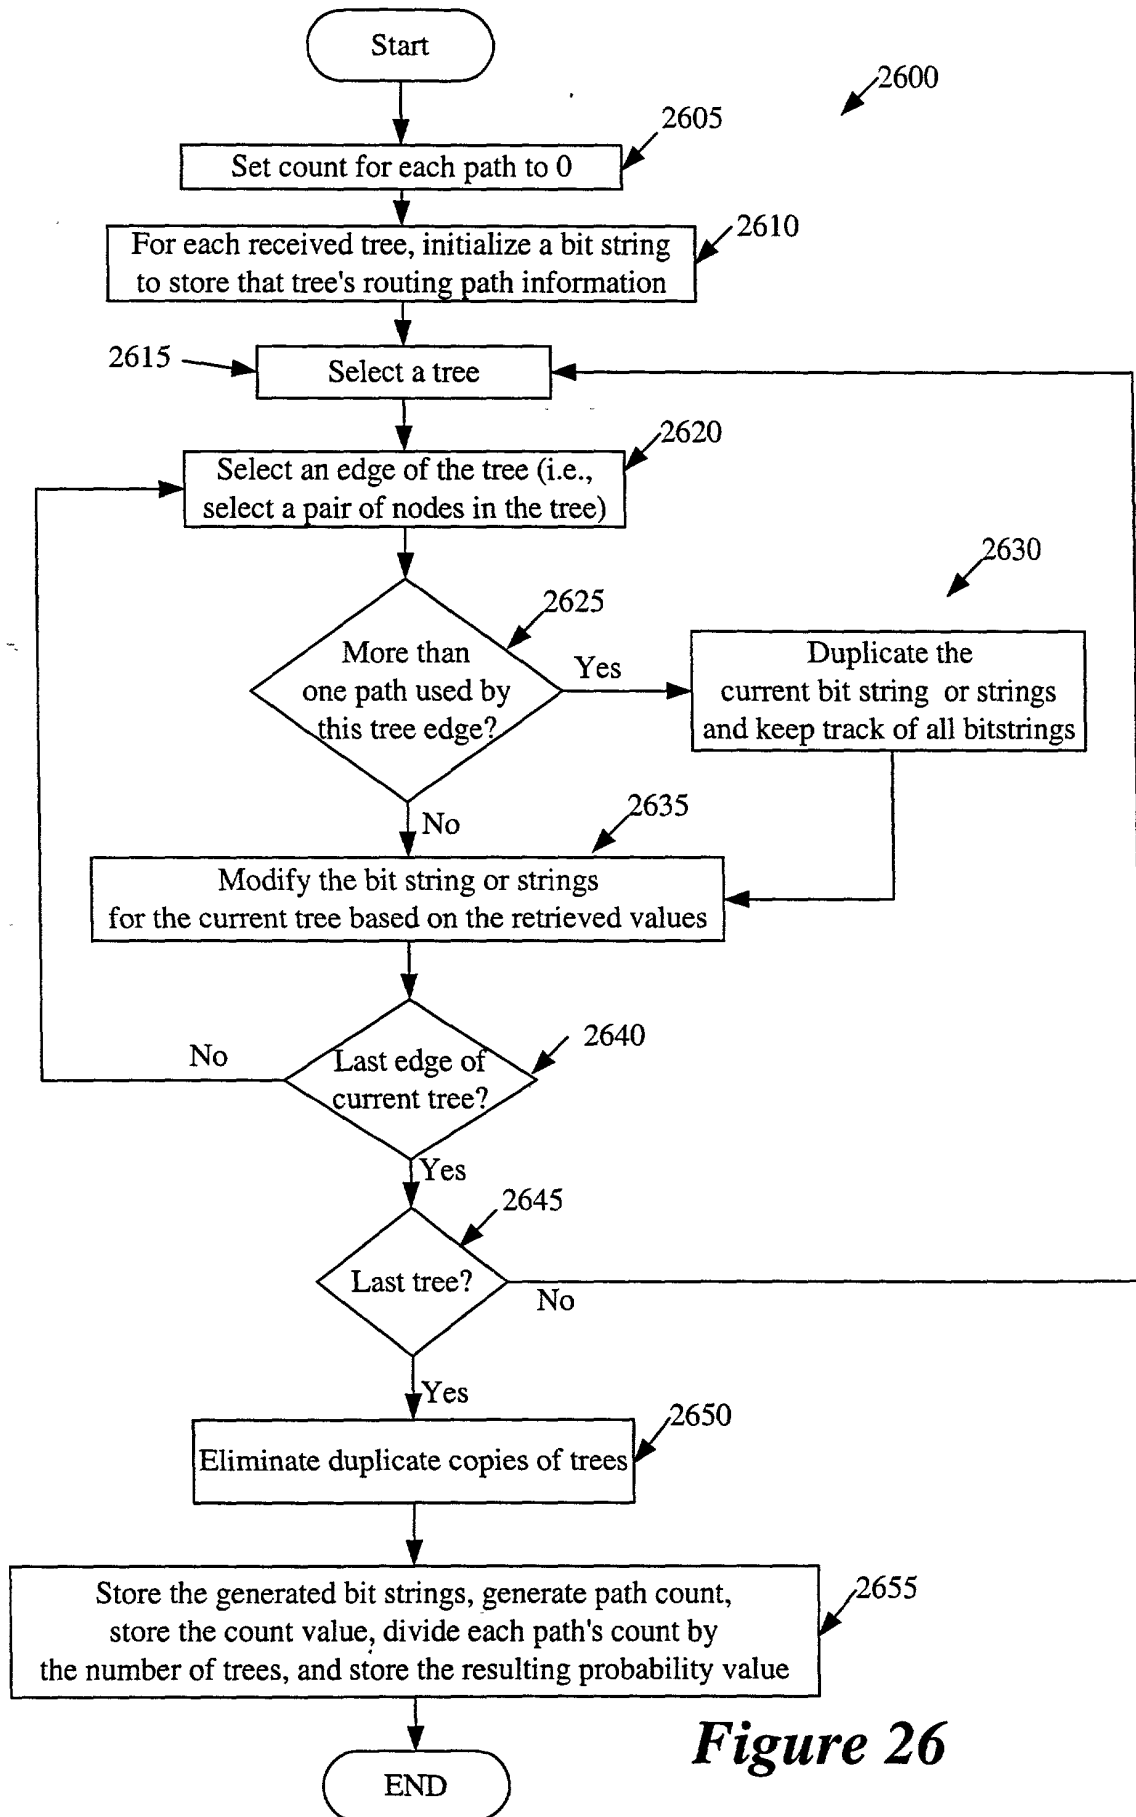 Start
2600
2605
Set count for each path to 0
2610
For each received tree, initialize a bit string
to store that tree's routing path information
2615
Select a tree
2620
Select an edge of the tree (i.e.,
select a pair of nodes in the tree)
2630
2625
More than
one path used by
this tree edge?
Yes
Duplicate the
current bit string or strings
and keep track of all bitstrings
No
2635
Modify the bit string or strings
for the current tree based on the retrieved values
2640
No
Last edge of
current tree?
Yes
2645
Last tree?
No
Yes
2650
Eliminate duplicate copies of trees
2655
Store the generated bit strings, generate path count,
store the count value, divide each path's count by
the number of trees, and store the resulting probability value
Figure 26
END